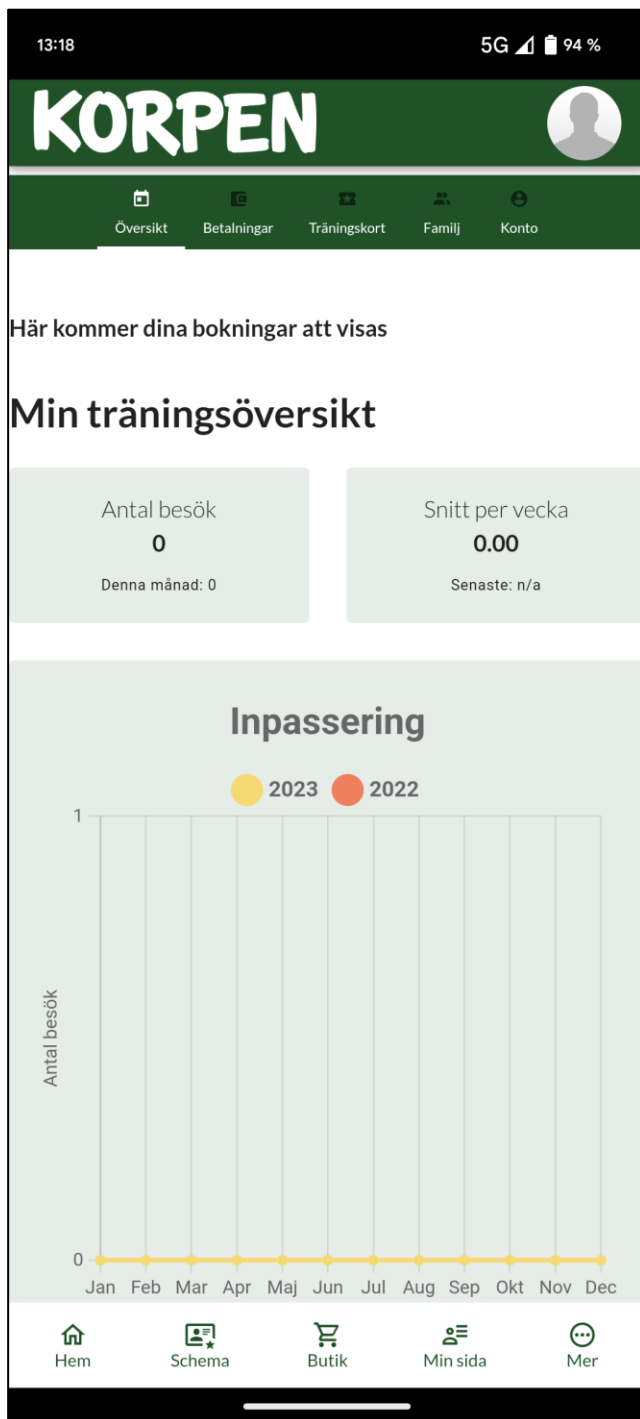 13:18 5G 94 %
KORPEN
Översikt Betalningar Träningskort Familj Konto
Här kommer dina bokningar att visas
Min träningsöversikt
Antal besök
0
Denna månad: 0
Snitt per vecka
0.00
Senaste: n/a
Inpassering
2023 2022
1
Antal besök
0
Jan Feb Mar Apr Maj Jun Jul Aug Sep Okt Nov Dec
Hem Schema Butik Min sida Mer